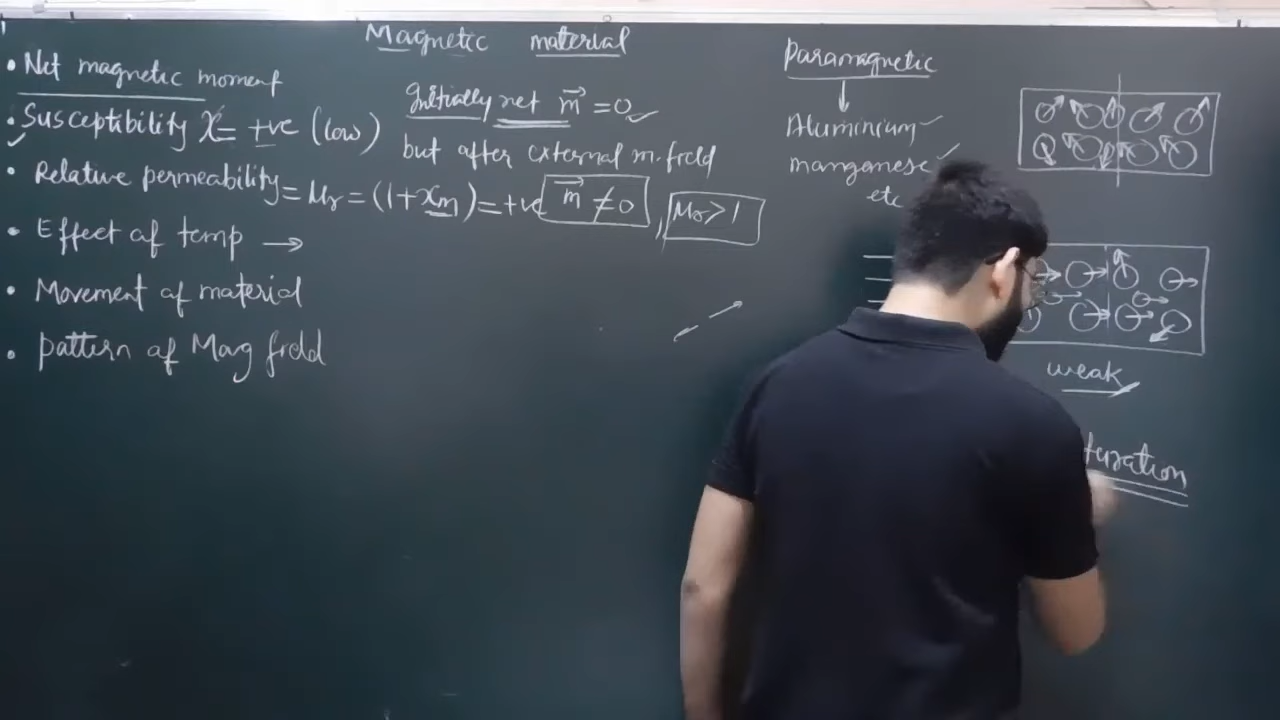 Magnetic material
• Net magnetic moment
• Susceptibility χ = +ve (low)
• Relative permeability = μr = (1+χm) = +ve
• Effect of temp →
• Movement of material
• pattern of Mag field
Initially net m⃗ = 0
but after external m. field
m⃗ ≠ 0, μr > 1
Paramagnetic
↓
Aluminium
manganese
etc
weak
turation